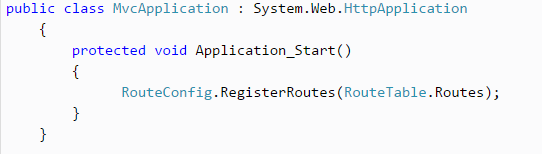 public class MvcApplication : System.Web.HttpApplication
{
protected void Application_Start()
{
RouteConfig.RegisterRoutes(RouteTable.Routes);
}
}